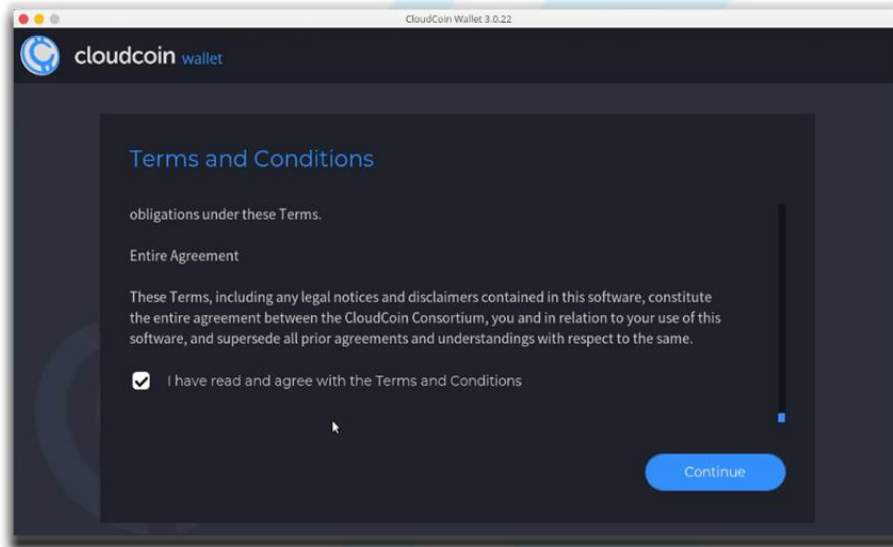 CloudCoin Wallet 3.0.22
cloudcoin wallet
Terms and Conditions
obligations under these Terms.
Entire Agreement
These Terms, including any legal notices and disclaimers contained in this software, constitute
the entire agreement between the CloudCoin Consortium, you and in relation to your use of this
software, and supersede all prior agreements and understandings with respect to the same.
I have read and agree with the Terms and Conditions
Continue